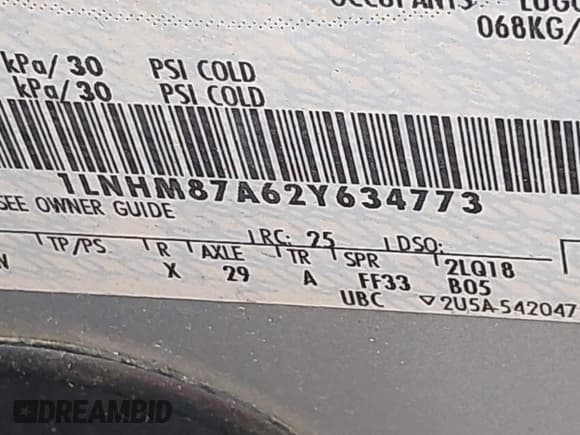 068KG/
kPa/ 30 PSI COLD
kPa/ 30 PSI COLD
1LNHM87A62Y634773
SEE OWNER GUIDE
RC: 25 DSO:
TP/PS R AXLE TR SPR 2LQ18
X 29 A FF33 B05
UBC ▽2U5A-542047
DREAMBID